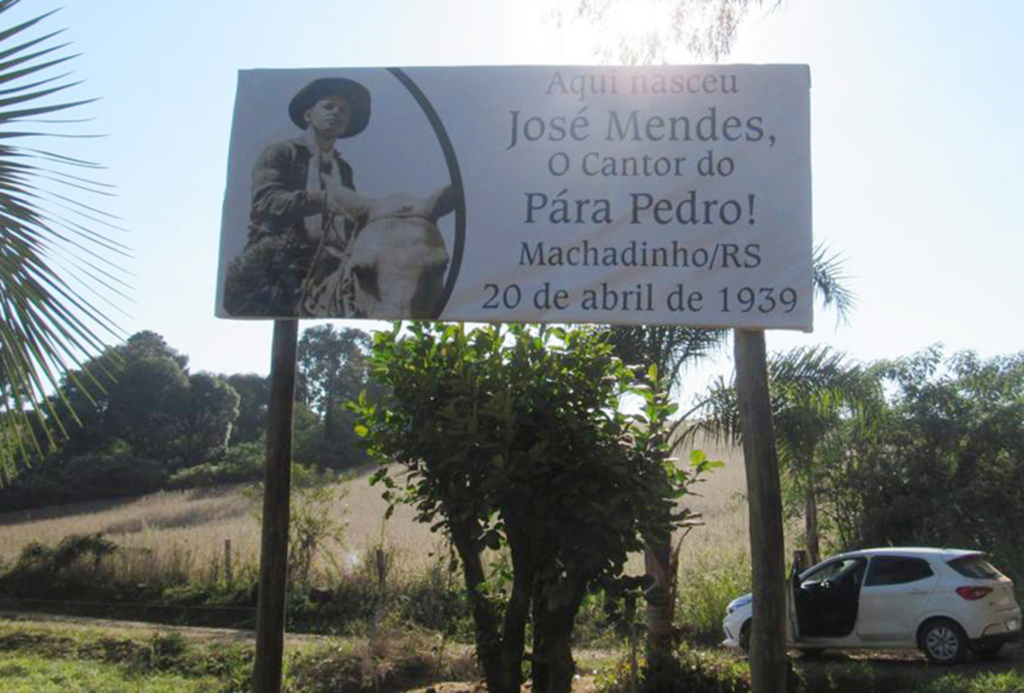 Aqui nasceu
José Mendes,
O Cantor do
Pára Pedro!
Machadinho/RS
20 de abril de 1939